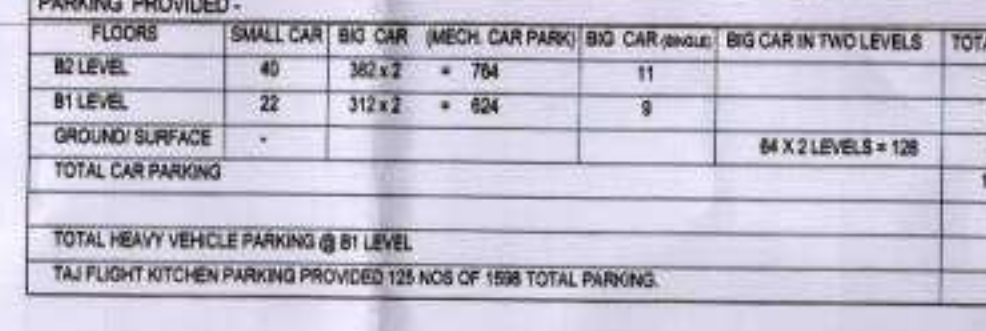 PARKING PROVIDED -
FLOORS SMALL CAR BIG CAR (MECH. CAR PARK) BIG CAR (SINGLE) BIG CAR IN TWO LEVELS TOTA
B2 LEVEL 40 382 x 2 = 764 11
B1 LEVEL 22 312 x 2 = 624 9
GROUND/ SURFACE - 64 X 2 LEVELS = 128
TOTAL CAR PARKING 1
TOTAL HEAVY VEHICLE PARKING @ B1 LEVEL
TAJ FLIGHT KITCHEN PARKING PROVIDED 125 NOS OF 1598 TOTAL PARKING.